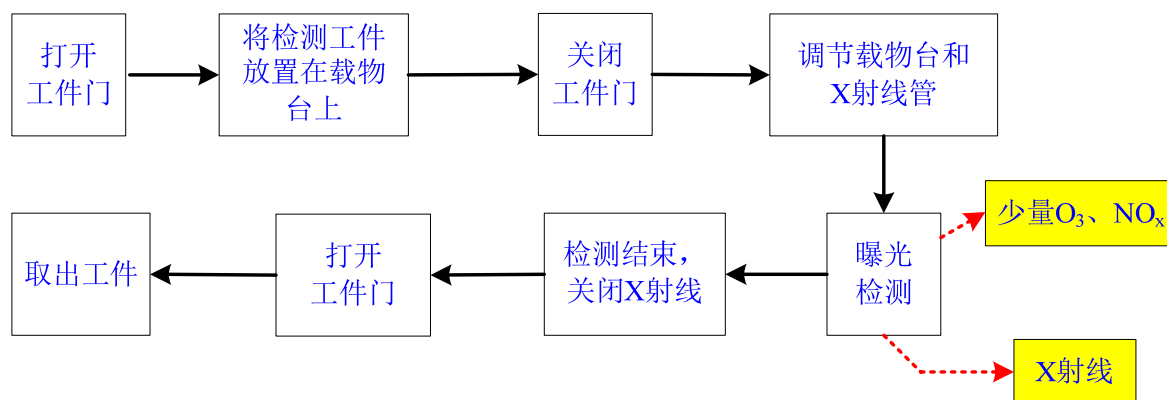 打开
工件门
将检测工件
放置在载物
台上
关闭
工件门
调节载物台和
X射线管
少量O₃、NOₓ
曝光
检测
X射线
检测结束，
关闭X射线
打开
工件门
取出工件